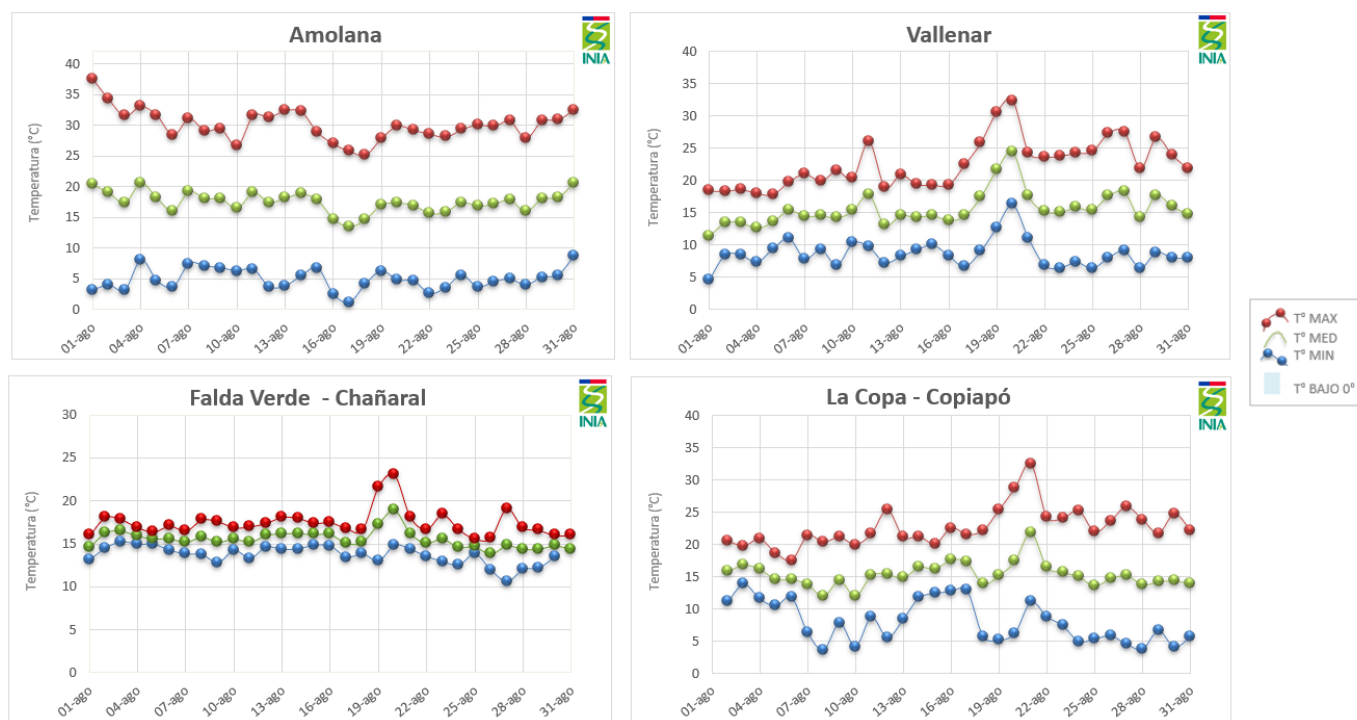 Amolana
INIA
Temperatura (°C)
40
35
30
25
20
15
10
5
0
01-ago
04-ago
07-ago
10-ago
13-ago
16-ago
19-ago
22-ago
25-ago
28-ago
31-ago
Vallenar
INIA
Temperatura (°C)
40
35
30
25
20
15
10
5
0
01-ago
04-ago
07-ago
10-ago
13-ago
16-ago
19-ago
22-ago
25-ago
28-ago
31-ago
T° MAX
T° MED
T° MIN
T° BAJO 0°
Falda Verde - Chañaral
INIA
Temperatura (°C)
30
25
20
15
10
5
0
01-ago
04-ago
07-ago
10-ago
13-ago
16-ago
19-ago
22-ago
25-ago
28-ago
31-ago
La Copa - Copiapó
INIA
Temperatura (°C)
40
35
30
25
20
15
10
5
0
01-ago
04-ago
07-ago
10-ago
13-ago
16-ago
19-ago
22-ago
25-ago
28-ago
31-ago